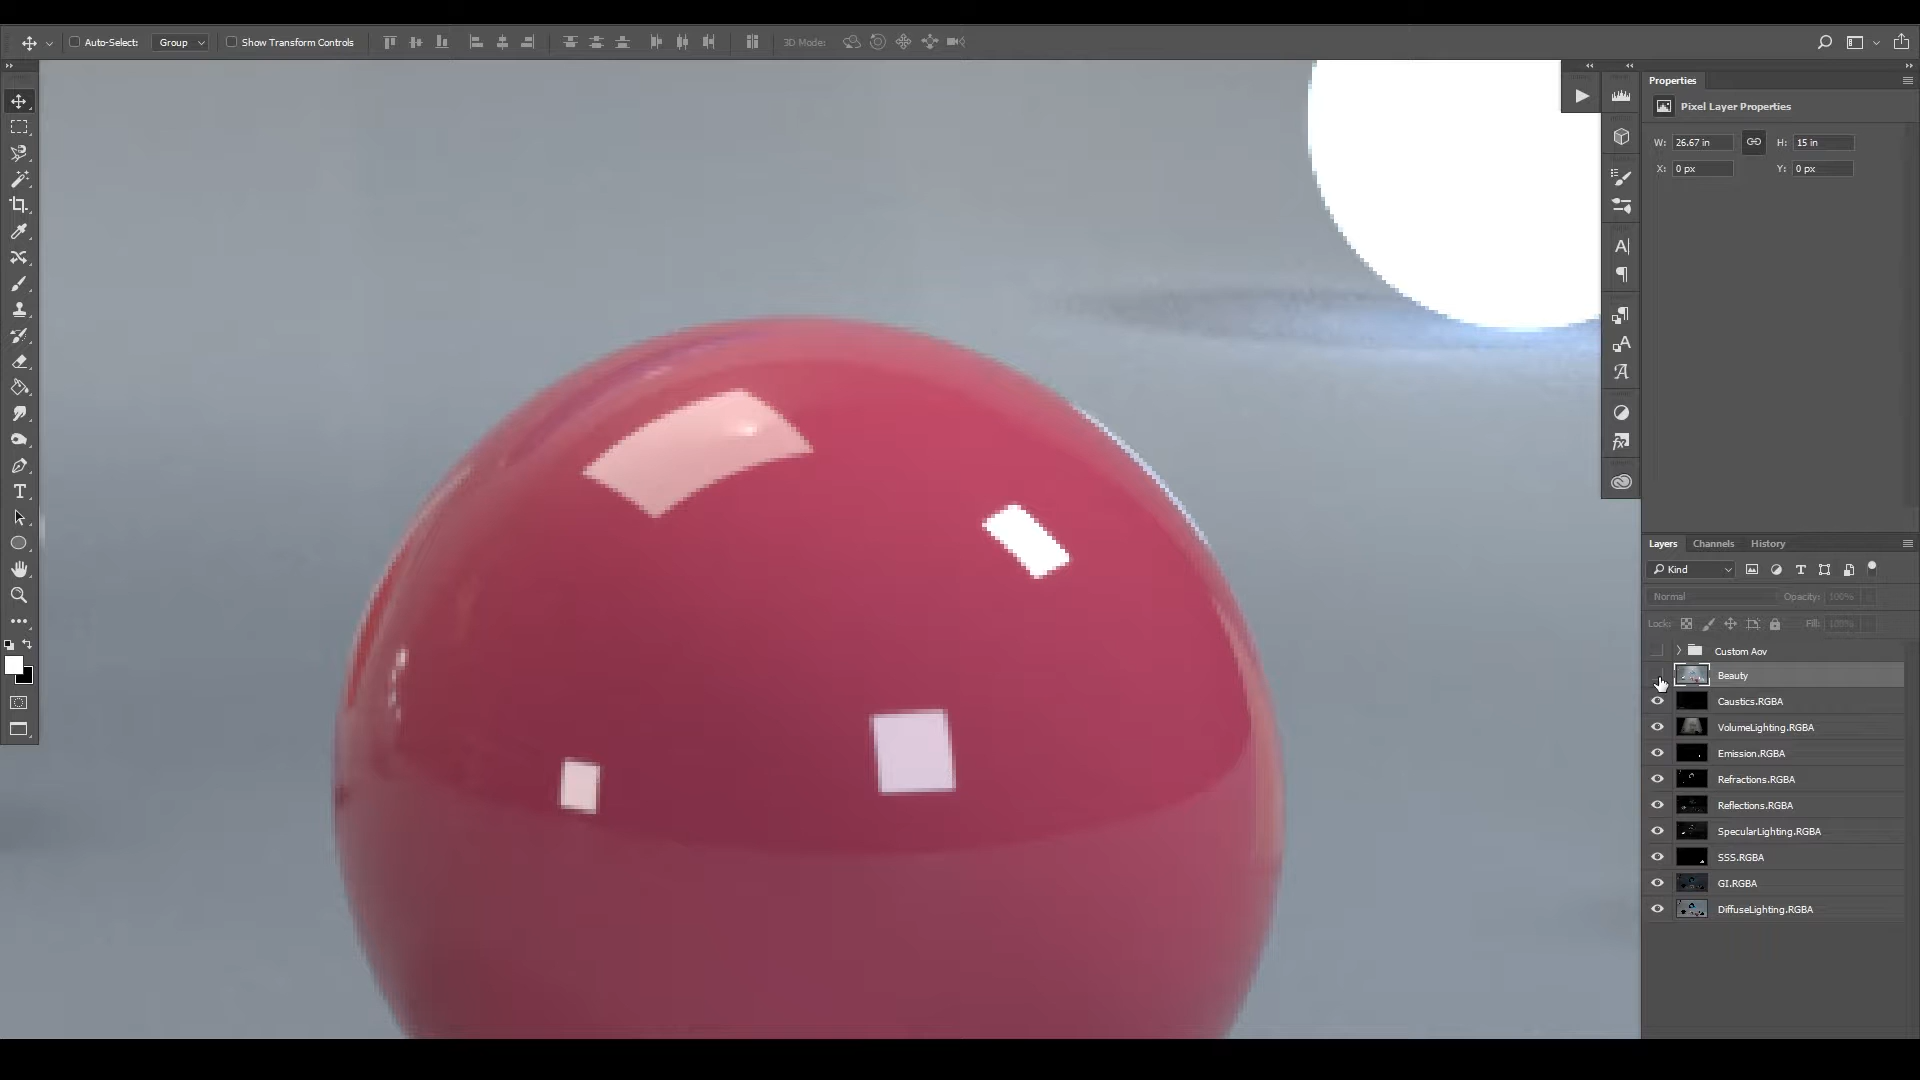 Auto-Select: Group Show Transform Controls 3D Mode:
Properties
Pixel Layer Properties
W: 26.67 in H: 15 in
X: 0 px Y: 0 px
Layers Channels History
Kind
Normal Opacity: 100%
Lock: Fill: 100%
Custom Aov
Beauty
Caustics.RGBA
VolumeLighting.RGBA
Emission.RGBA
Refractions.RGBA
Reflections.RGBA
SpecularLighting.RGBA
SSS.RGBA
GI.RGBA
DiffuseLighting.RGBA